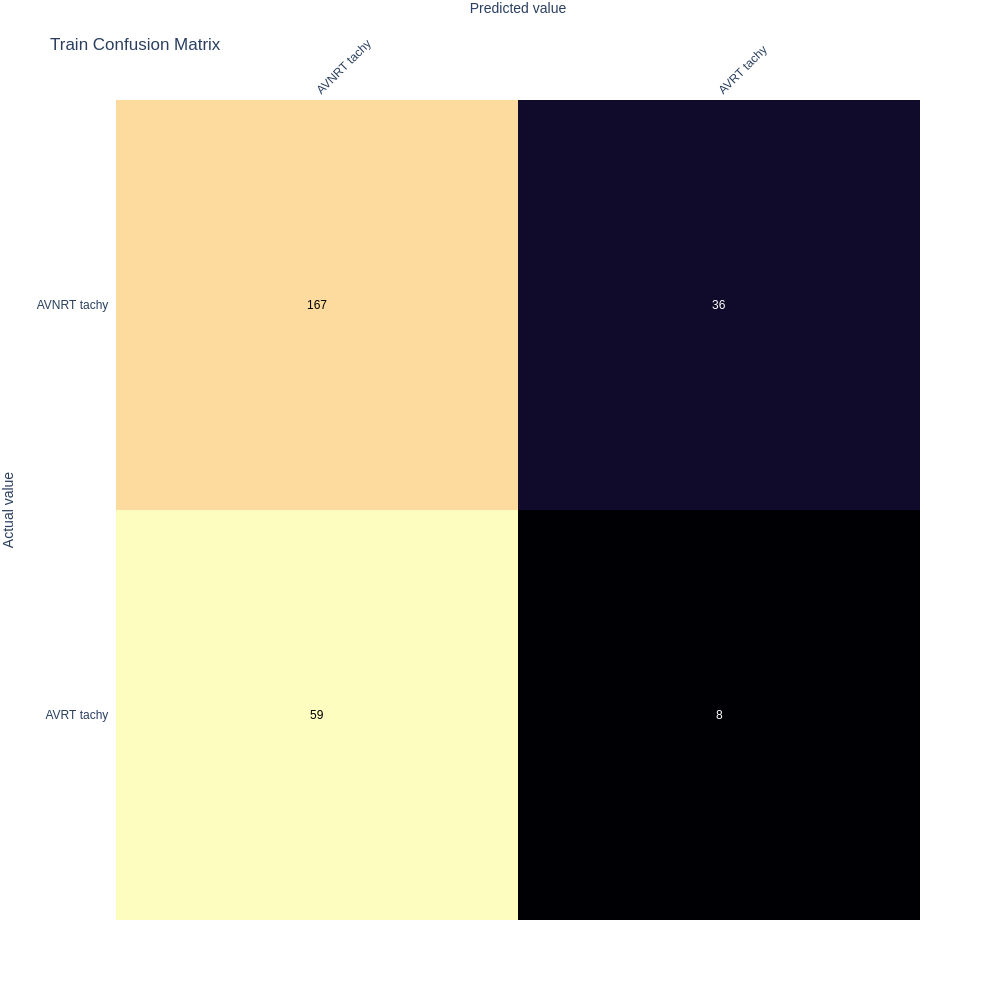 Predicted value
Train Confusion Matrix
AVNRT tachy
AVRT tachy
AVNRT tachy
167
36
Actual value
AVRT tachy
59
8